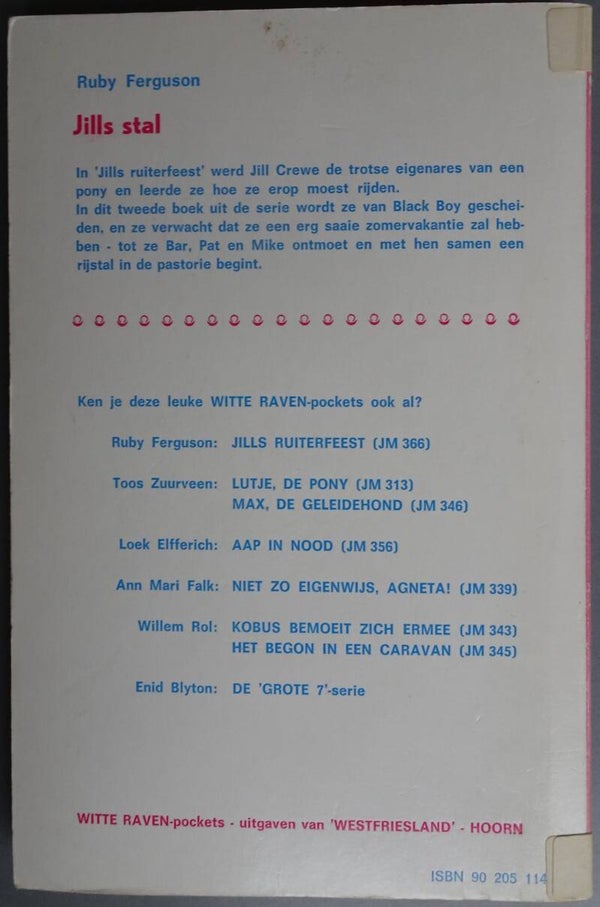 Ruby Ferguson
Jills stal
In 'Jills ruiterfeest' werd Jill Crewe de trotse eigenares van een
pony en leerde ze hoe ze erop moest rijden.
In dit tweede boek uit de serie wordt ze van Black Boy geschei-
den, en ze verwacht dat ze een erg saaie zomervakantie zal heb-
ben - tot ze Bar, Pat en Mike ontmoet en met hen samen een
rijstal in de pastorie begint.
Ken je deze leuke WITTE RAVEN-pockets ook al?
Ruby Ferguson: JILLS RUITERFEEST (JM 366)
Toos Zuurveen: LUTJE, DE PONY (JM 313)
MAX, DE GELEIDEHOND (JM 346)
Loek Elfferich: AAP IN NOOD (JM 356)
Ann Mari Falk: NIET ZO EIGENWIJS, AGNETA! (JM 339)
Willem Rol: KOBUS BEMOEIT ZICH ERMEE (JM 343)
HET BEGON IN EEN CARAVAN (JM 345)
Enid Blyton: DE 'GROTE 7'-serie
WITTE RAVEN-pockets - uitgaven van 'WESTFRIESLAND' - HOORN
ISBN 90 205 114